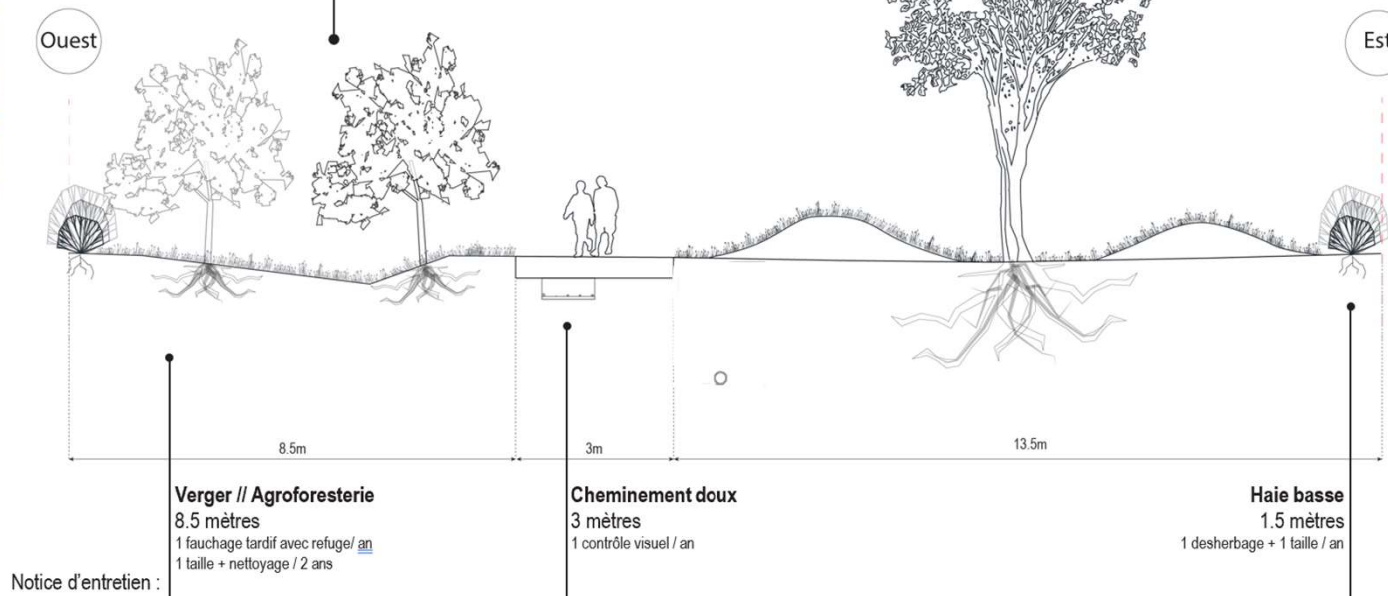 Ouest
Est
8.5m
3m
13.5m
Verger // Agroforesterie
8.5 mètres
1 fauchage tardif avec refuge/ an
1 taille + nettoyage / 2 ans
Cheminement doux
3 mètres
1 contrôle visuel / an
Haie basse
1.5 mètres
1 desherbage + 1 taille / an
Notice d'entretien :